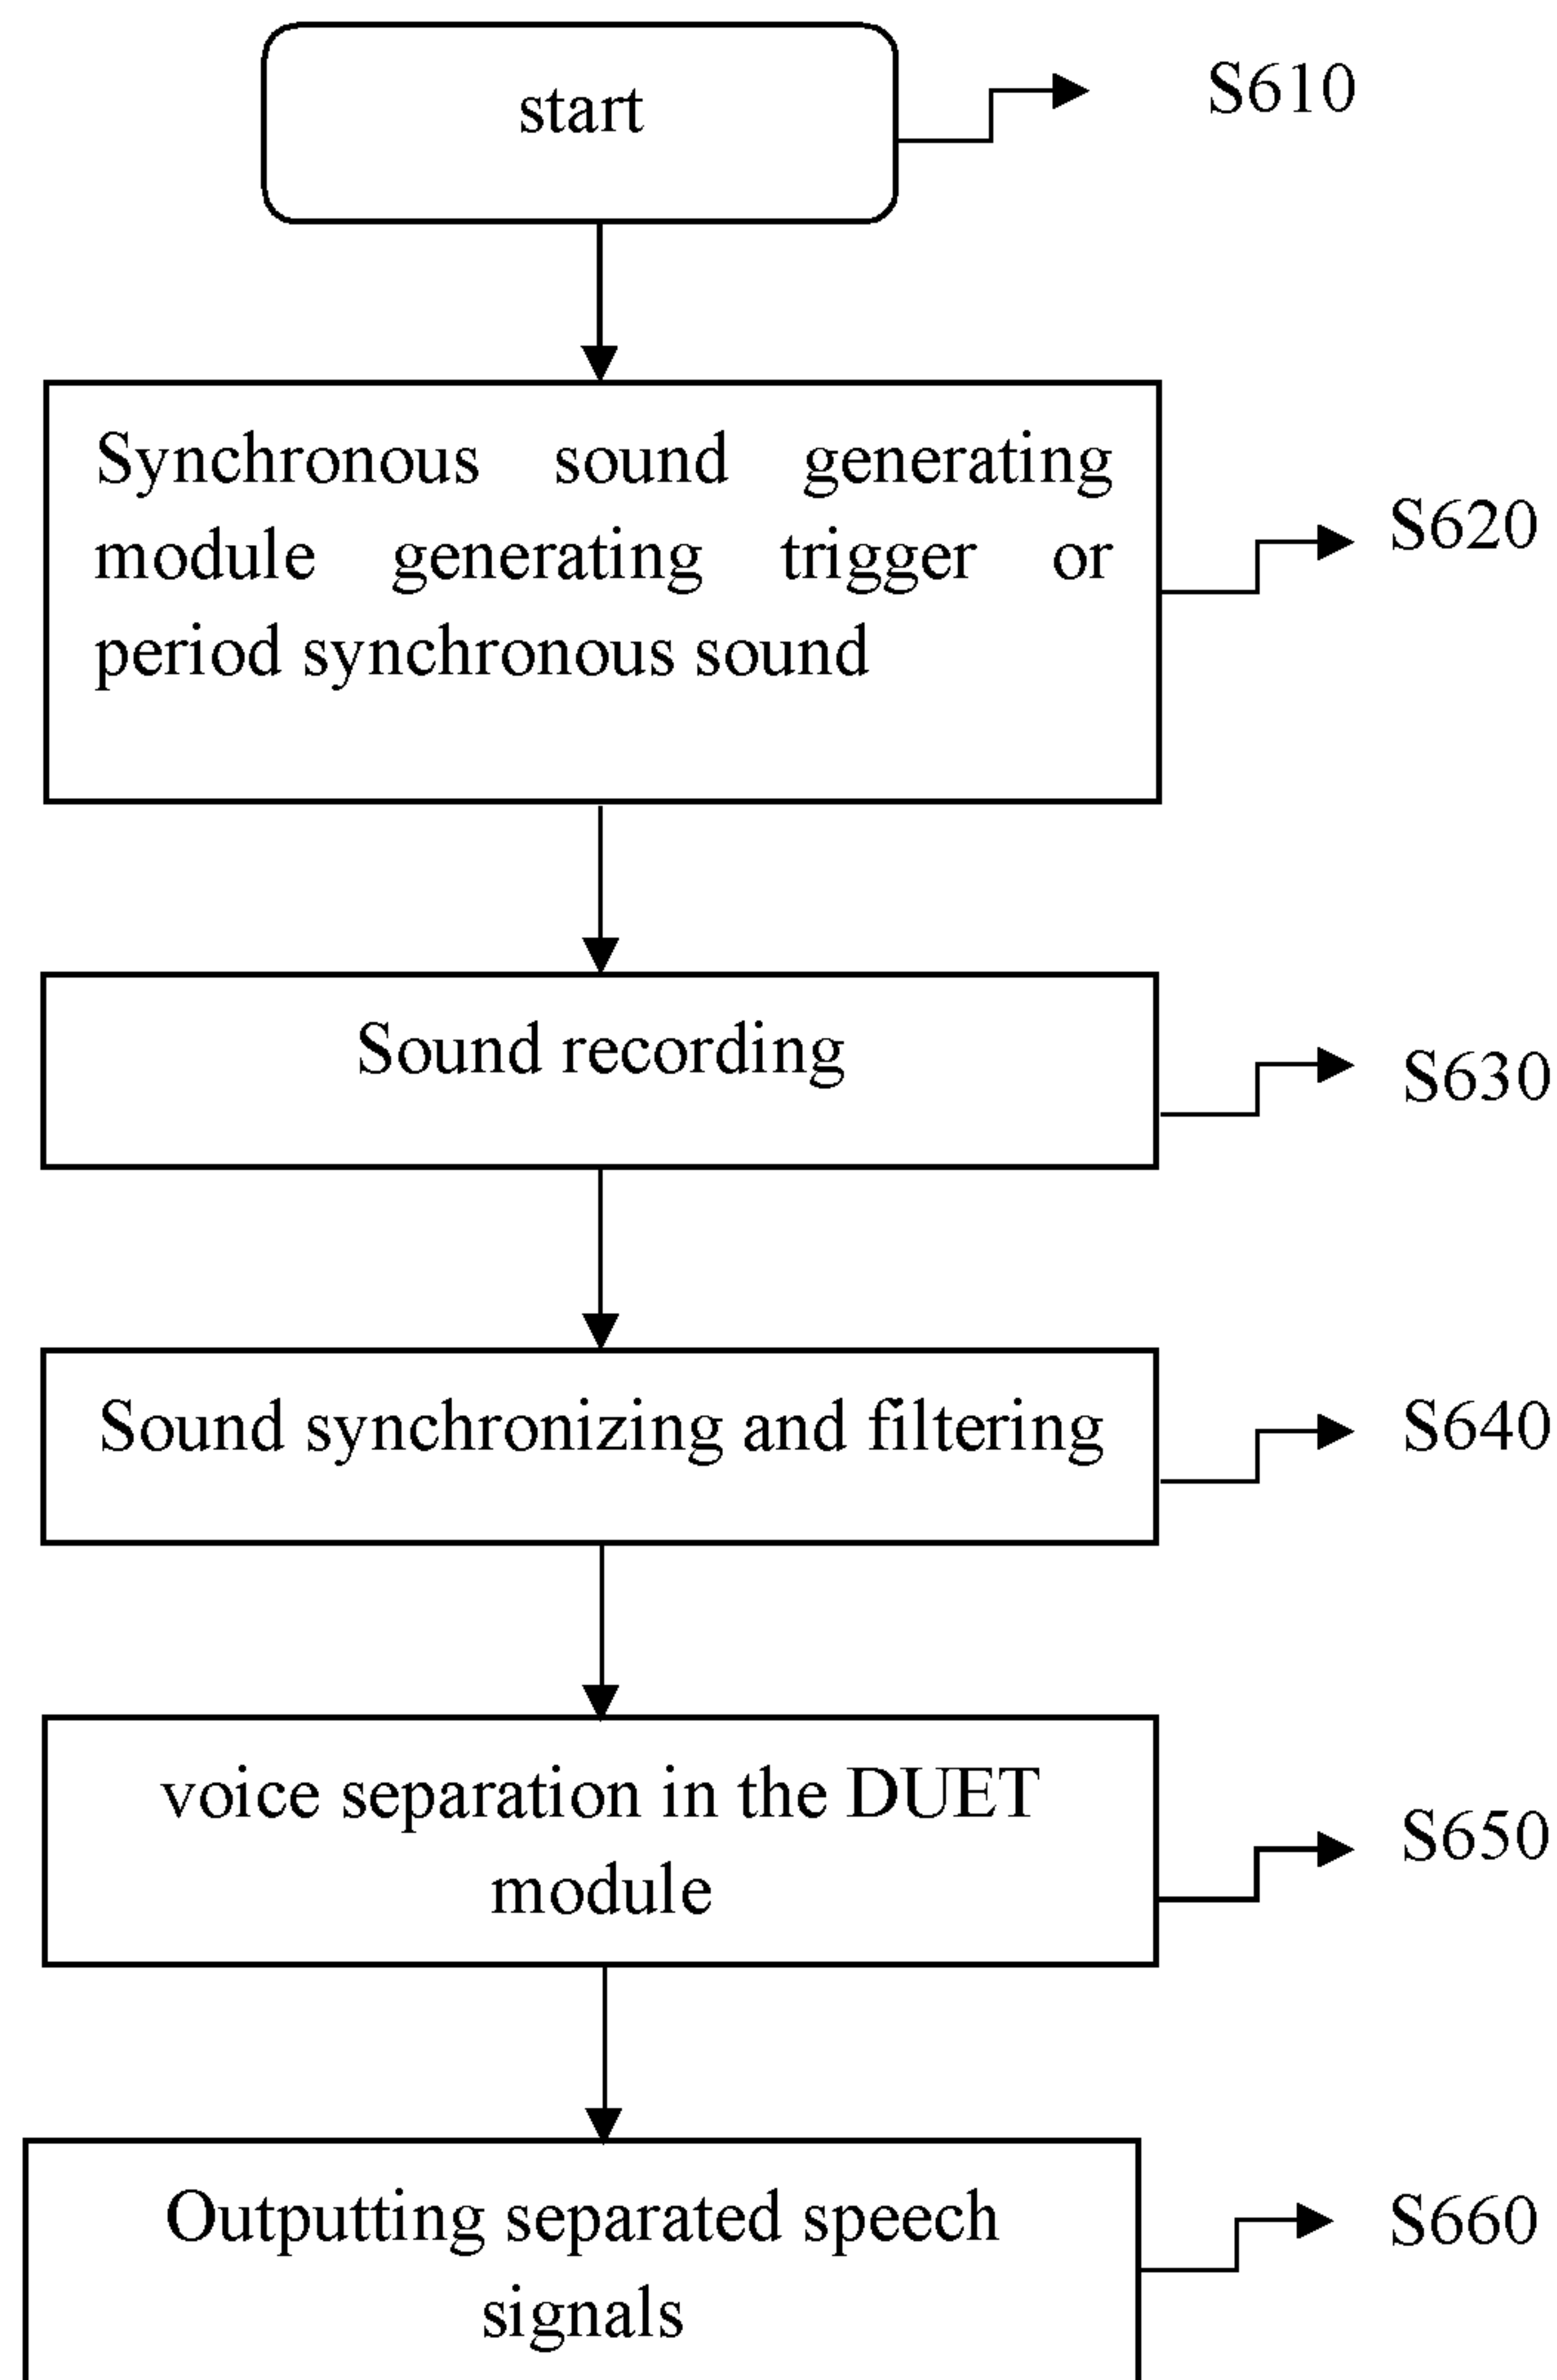 start
S610
Synchronous sound generating
module generating trigger or
period synchronous sound
S620
Sound recording
S630
Sound synchronizing and filtering
S640
voice separation in the DUET
module
S650
Outputting separated speech
signals
S660